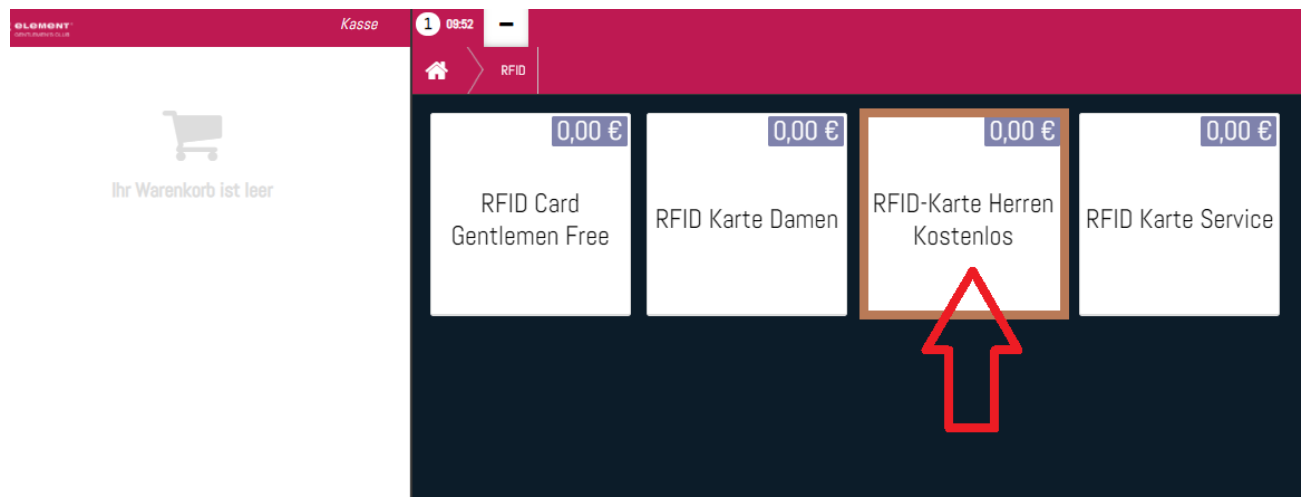 ELEMENT
Kasse
1 09:52
RFID
Ihr Warenkorb ist leer
0,00 €
RFID Card
Gentlemen Free
0,00 €
RFID Karte Damen
0,00 €
RFID-Karte Herren
Kostenlos
0,00 €
RFID Karte Service